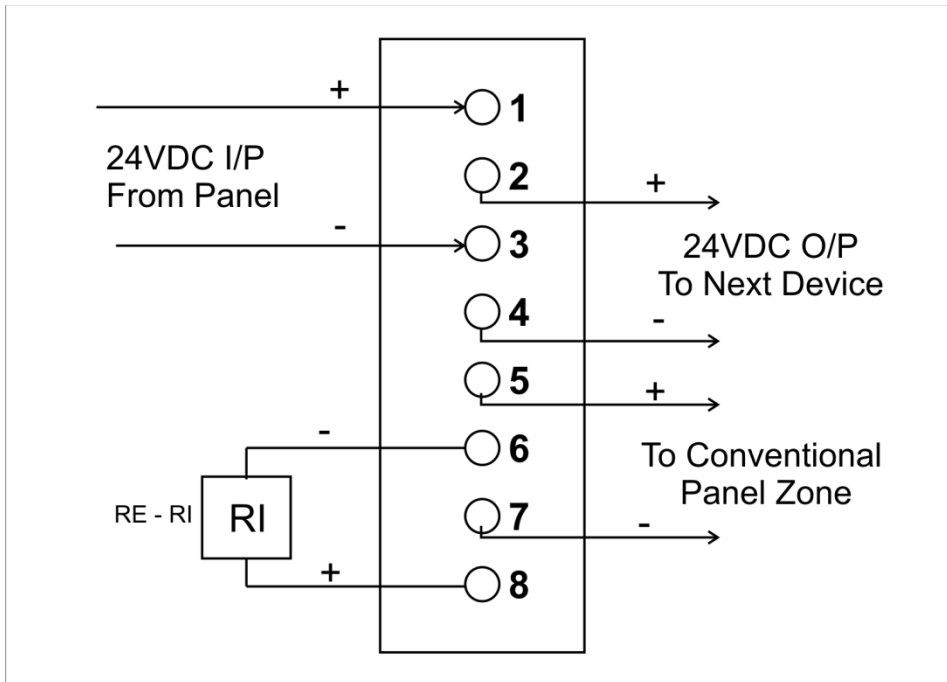 +
1
24VDC I/P
From Panel
2
+
-
3
24VDC O/P
To Next Device
4
-
5
+
-
6
To Conventional
Panel Zone
RE - RI
RI
7
-
+
8